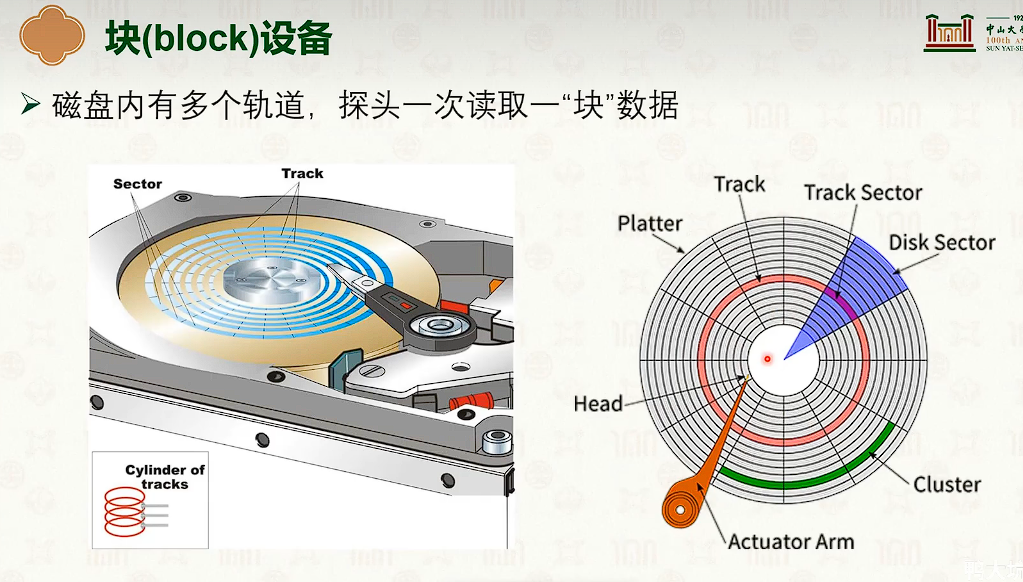 块(block)设备
192
中山大
100th AN
SUN YAT-SE
➢ 磁盘内有多个轨道，探头一次读取一“块”数据
Sector
Track
Cylinder of
tracks
Track
Track Sector
Platter
Disk Sector
Head
Cluster
Actuator Arm